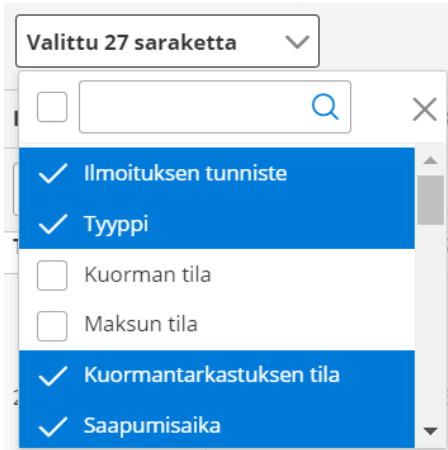 Valittu 27 saraketta
Ilmoituksen tunniste
Tyyppi
Kuorman tila
Maksun tila
Kuormantarkastuksen tila
Saapumisaika